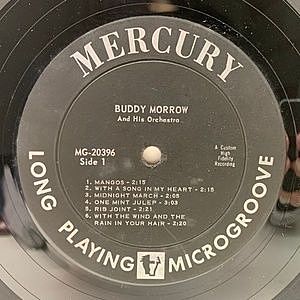 MERCURY
BUDDY MORROW
And His Orchestra
MG-20396
Side 1
A Custom
High
Fidelity
Recording
1. MANGOS - 2:15
2. WITH A SONG IN MY HEART - 2:15
3. MIDNIGHT MARCH - 2:05
4. ONE MINT JULEP - 3:03
5. RIB JOINT - 2:21
6. WITH THE WIND AND THE
RAIN IN YOUR HAIR - 2:20
LONG PLAYING MICROGROOVE